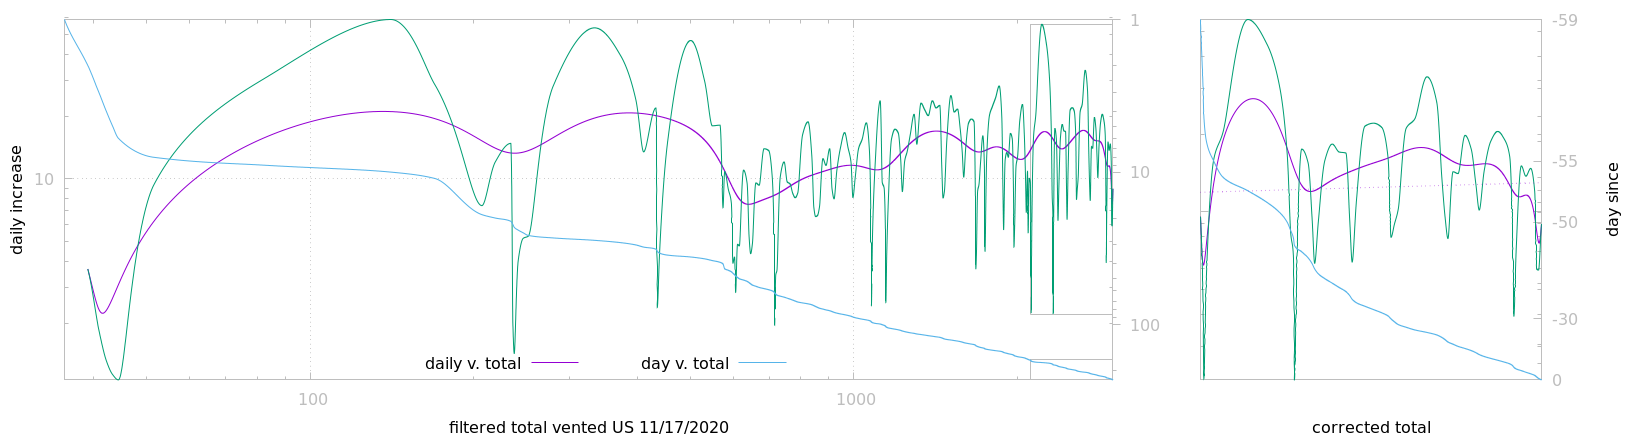 daily increase
10
100
1000
1
10
100
daily v. total
day v. total
filtered total vented US 11/17/2020
-59
-55
-50
-30
0
day since
corrected total